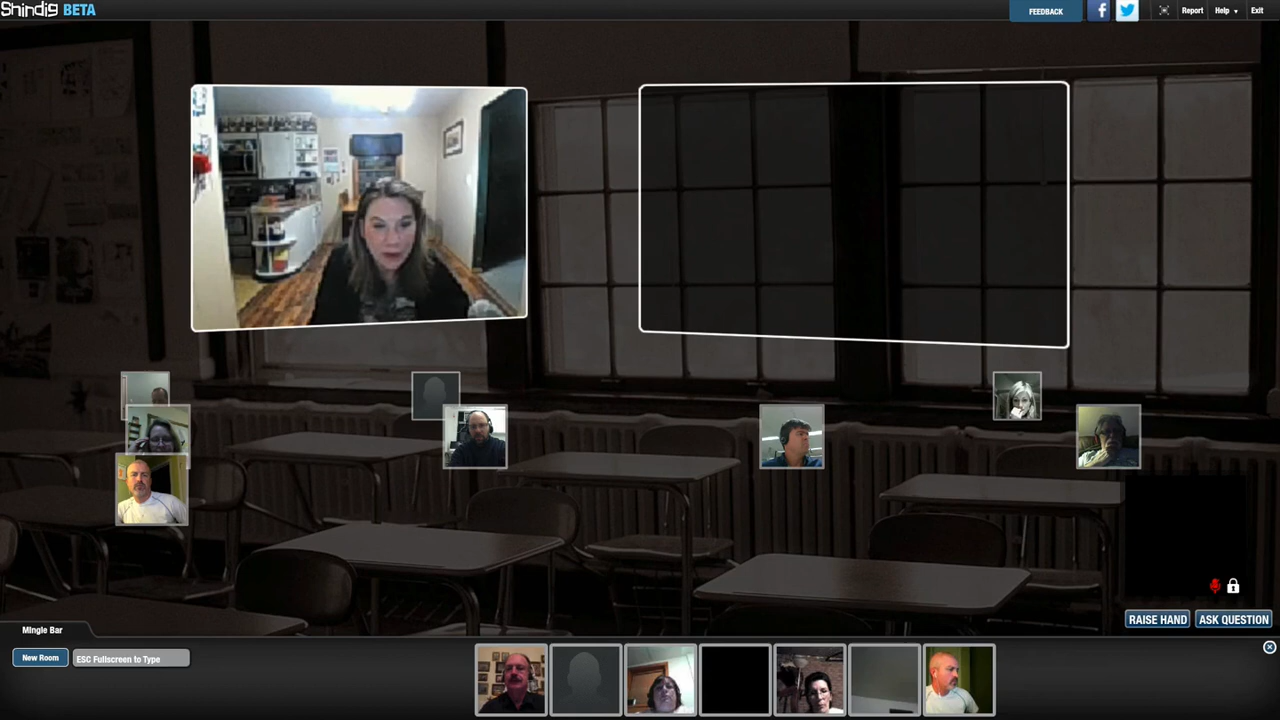 Shindig BETA
FEEDBACK
Report
Help
Exit
RAISE HAND
ASK QUESTION
Mingle Bar
New Room
ESC Fullscreen to Type